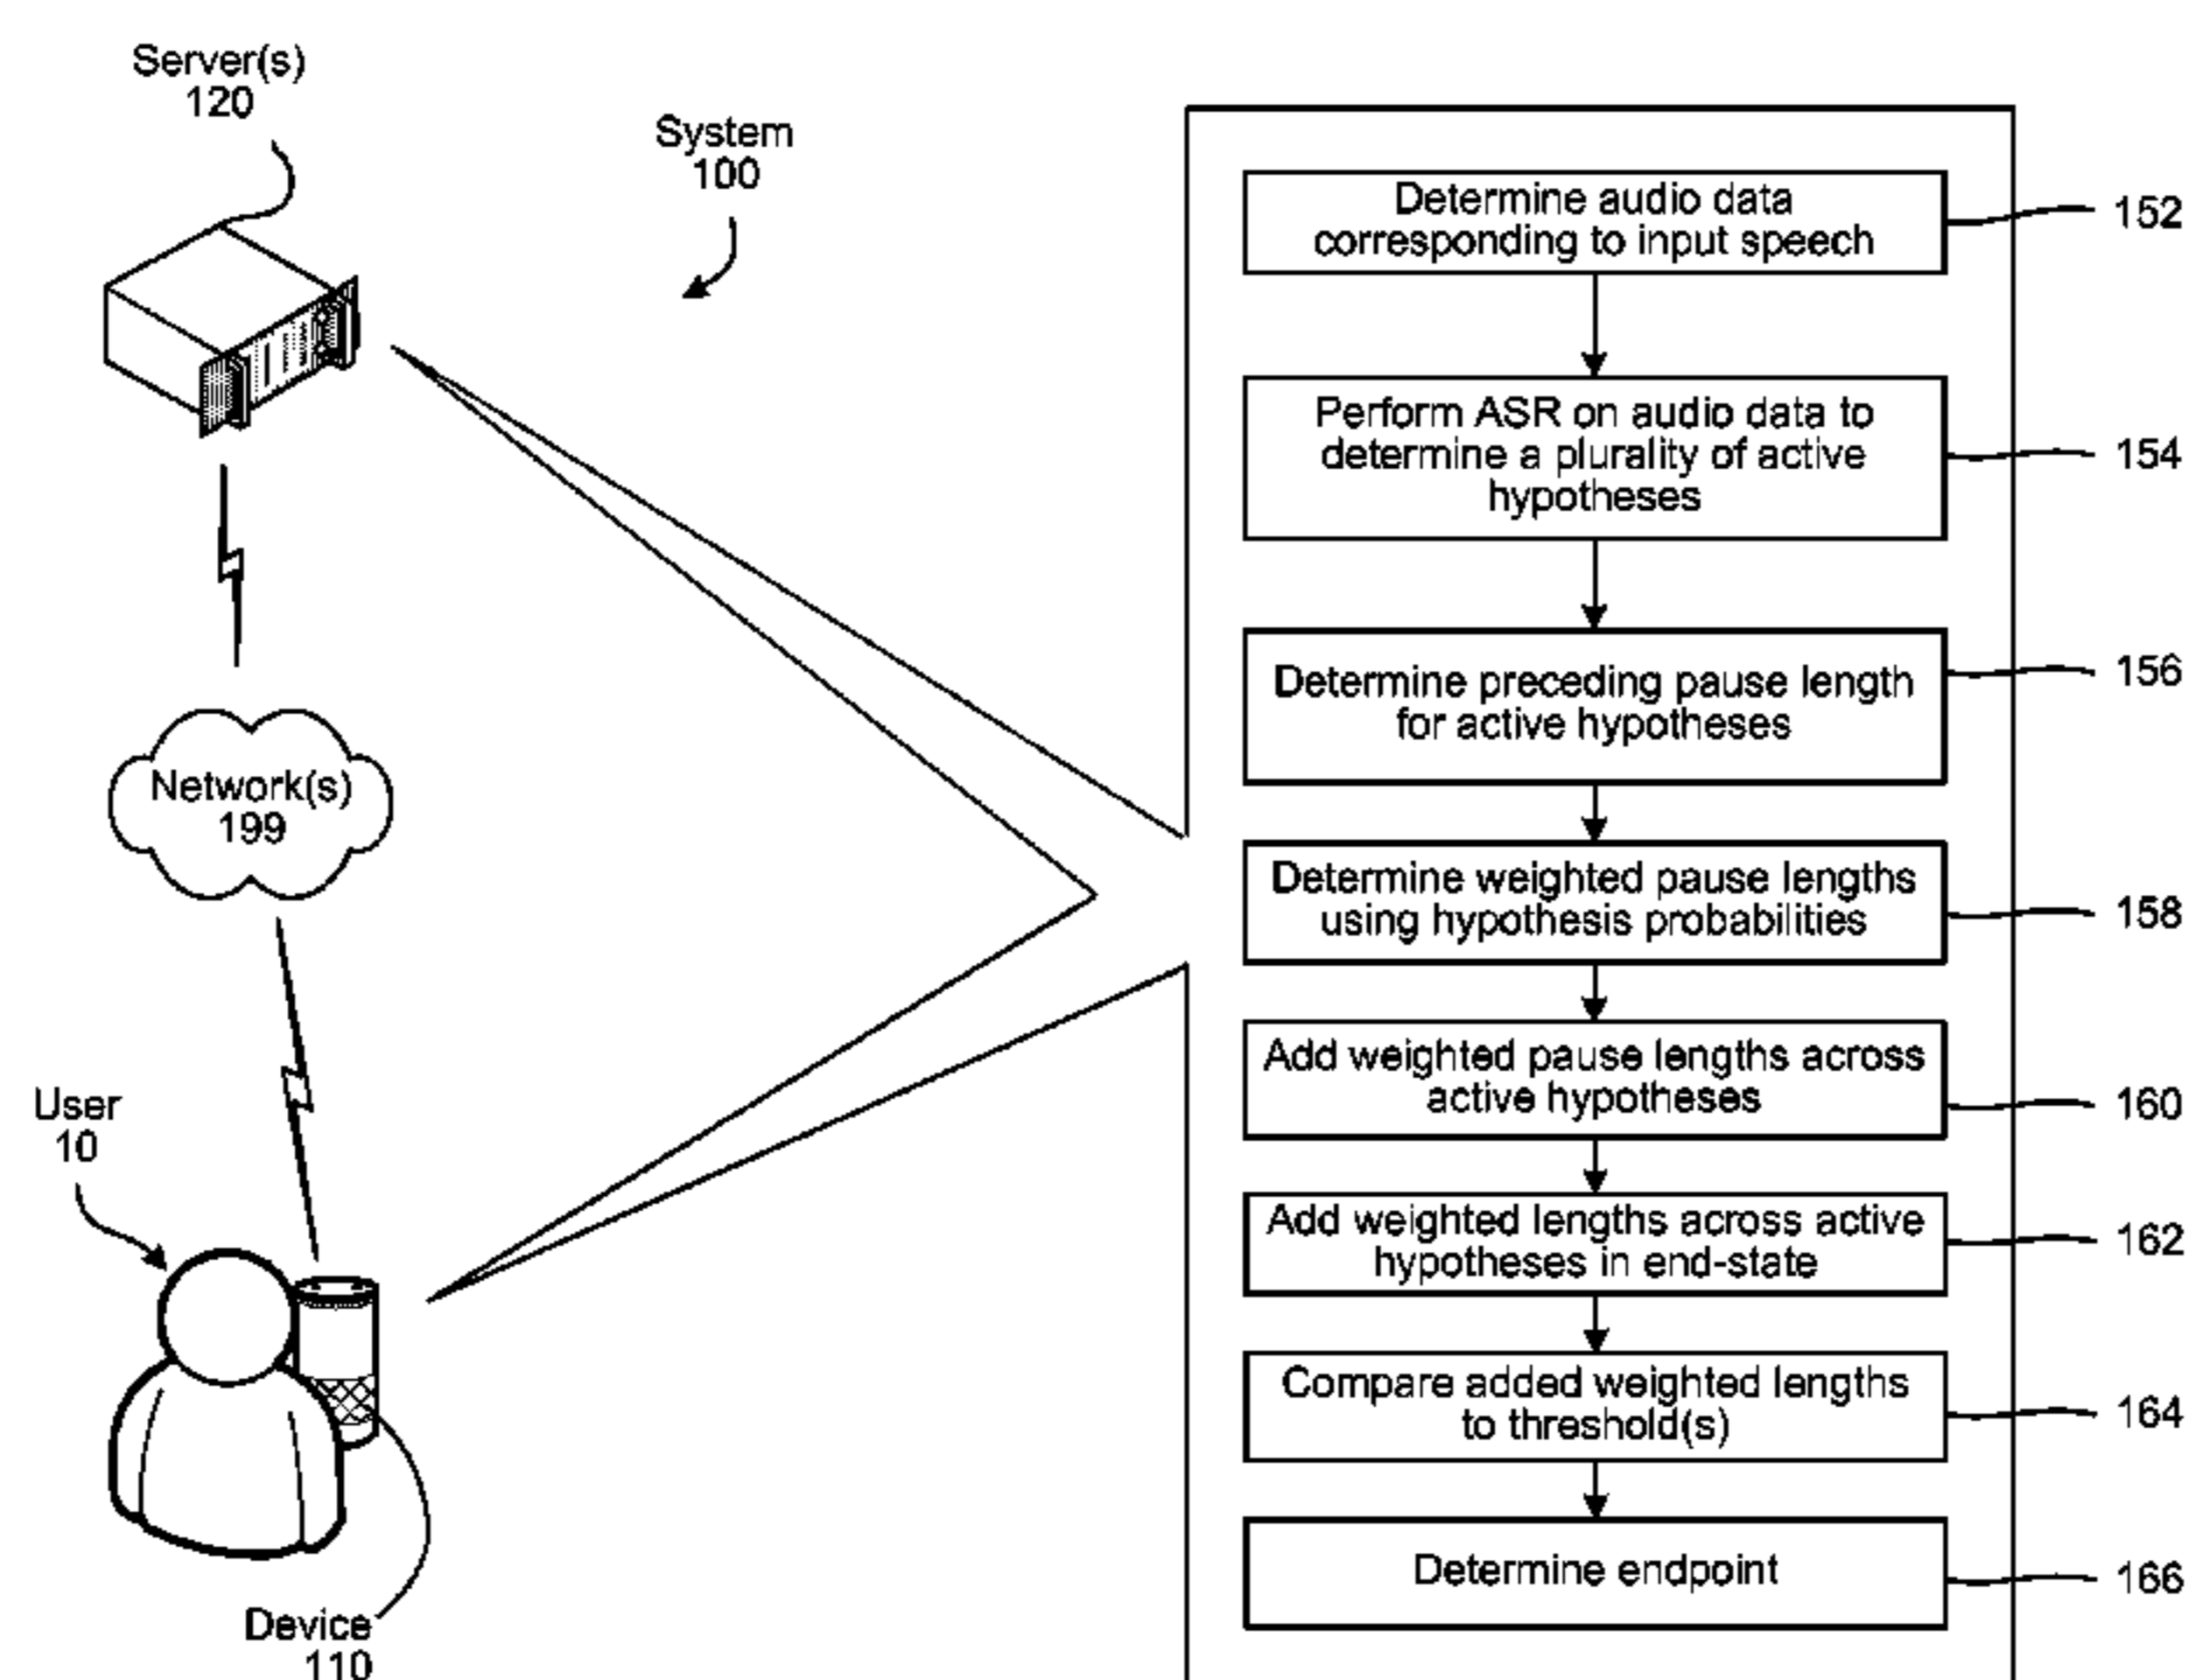 Server(s)
120
System
100
Network(s)
199
User
10
Device
110
Determine audio data
corresponding to input speech
152
Perform ASR on audio data to
determine a plurality of active
hypotheses
154
Determine preceding pause length
for active hypotheses
156
Determine weighted pause lengths
using hypothesis probabilities
158
Add weighted pause lengths across
active hypotheses
160
Add weighted lengths across active
hypotheses in end-state
162
Compare added weighted lengths
to threshold(s)
164
Determine endpoint
166